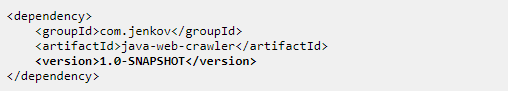 <dependency>
    <groupId>com.jenkov</groupId>
    <artifactId>java-web-crawler</artifactId>
    <version>1.0-SNAPSHOT</version>
</dependency>